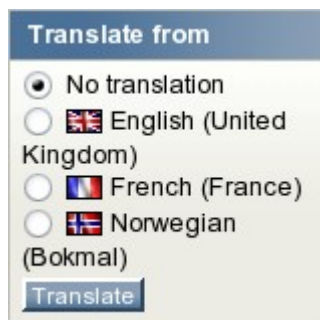 Translate from
No translation
English (United
Kingdom)
French (France)
Norwegian
(Bokmal)
Translate